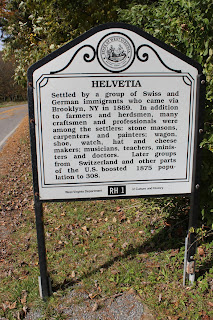 HELVETIA
Settled by a group of Swiss and
German immigrants who came via
Brooklyn, NY in 1869. In addition
to farmers and herdsmen, many
craftsmen and professionals were
among the settlers: stone masons,
carpenters and painters; wagon,
shoe, watch, hat and cheese
makers; musicians, teachers, minis-
ters and doctors. Later groups
from Switzerland and other parts
of the U.S. boosted 1875 popu-
lation to 308.
RH 1